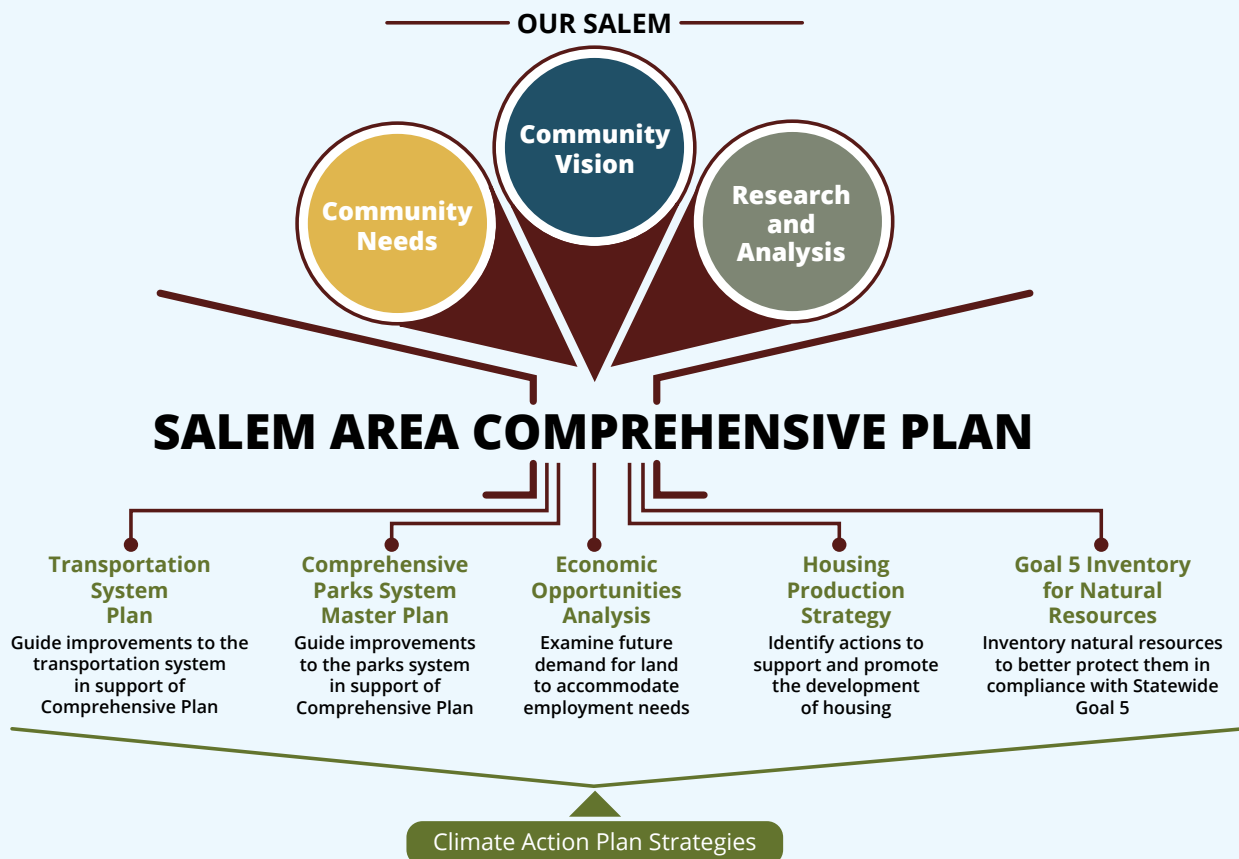 OUR SALEM
Community
Vision
Community
Needs
Research
and
Analysis
SALEM AREA COMPREHENSIVE PLAN
Transportation
System
Plan
Guide improvements to the
transportation system
in support of
Comprehensive Plan
Comprehensive
Parks System
Master Plan
Guide improvements
to the parks system
in support of
Comprehensive Plan
Economic
Opportunities
Analysis
Examine future
demand for land
to accommodate
employment needs
Housing
Production
Strategy
Identify actions to
support and promote
the development
of housing
Goal 5 Inventory
for Natural
Resources
Inventory natural resources
to better protect them in
compliance with Statewide
Goal 5
Climate Action Plan Strategies